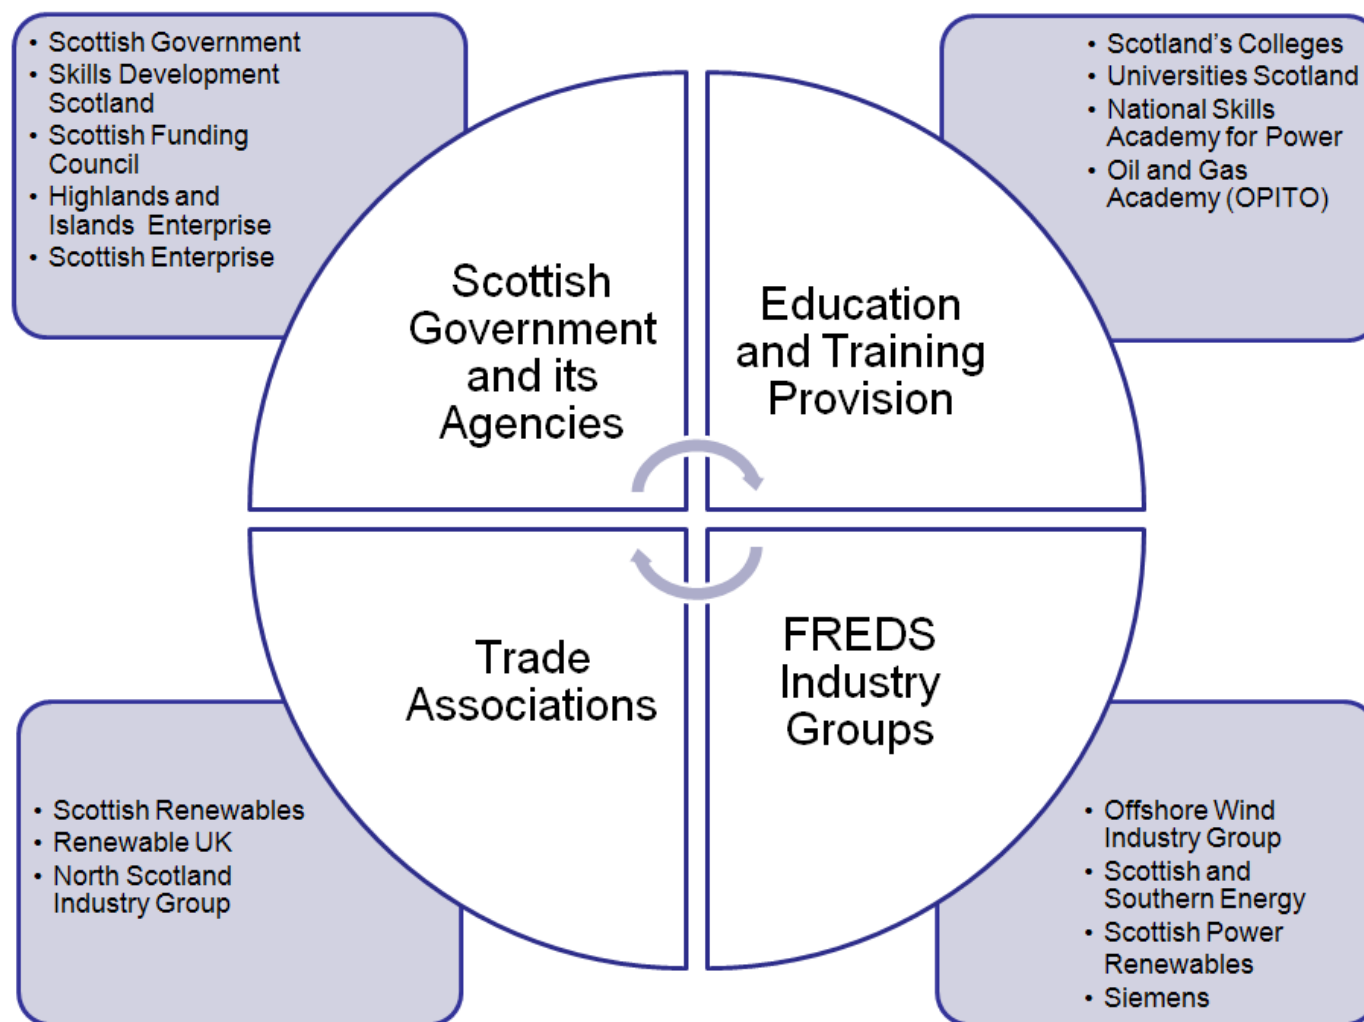 • Scottish Government
• Skills Development
Scotland
• Scottish Funding
Council
• Highlands and
Islands Enterprise
• Scottish Enterprise
• Scotland’s Colleges
• Universities Scotland
• National Skills
Academy for Power
• Oil and Gas
Academy (OPITO)
Scottish
Government
and its
Agencies
Education
and Training
Provision
Trade
Associations
FREDS
Industry
Groups
• Scottish Renewables
• Renewable UK
• North Scotland
Industry Group
• Offshore Wind
Industry Group
• Scottish and
Southern Energy
• Scottish Power
Renewables
• Siemens